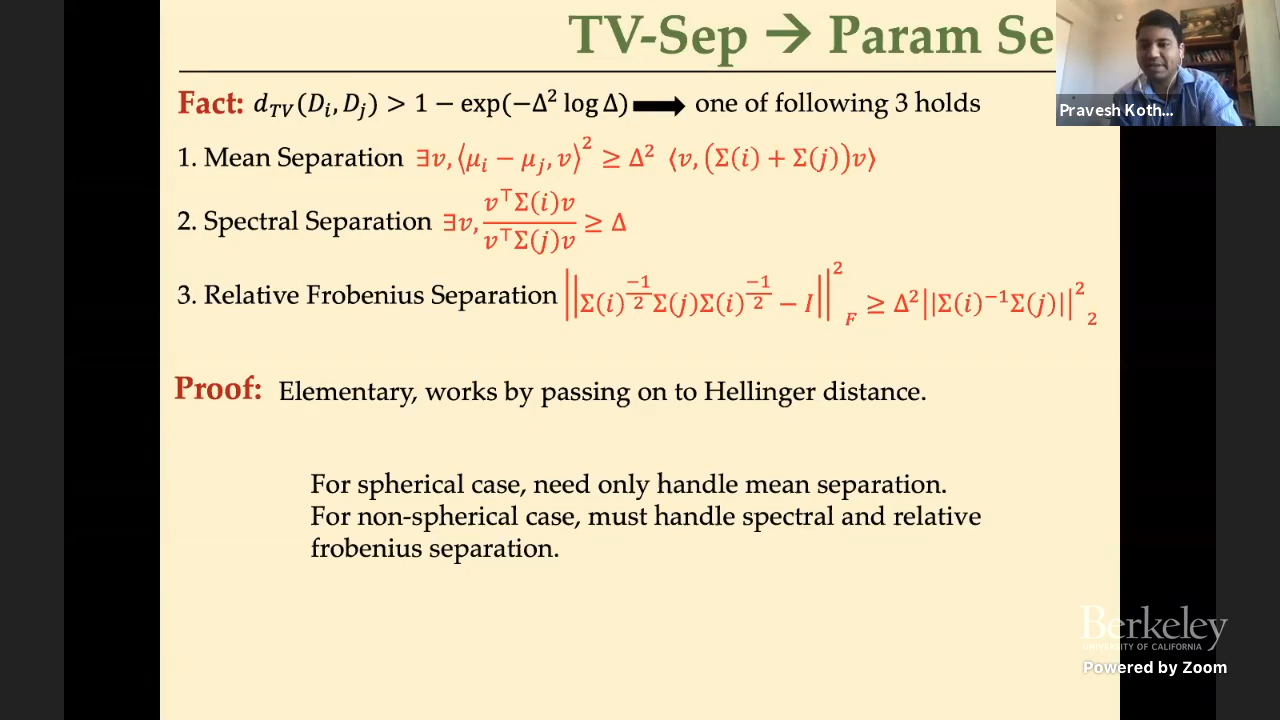 TV-Sep → Param Se
Fact: d_TV(D_i, D_j) > 1 − exp(−Δ² log Δ) ➡ one of following 3 holds
Pravesh Koth...
1. Mean Separation ∃v, ⟨μ_i − μ_j, v⟩² ≥ Δ² ⟨v, (Σ(i) + Σ(j))v⟩
2. Spectral Separation ∃v, v^⊤Σ(i)v / v^⊤Σ(j)v ≥ Δ
3. Relative Frobenius Separation ||Σ(i)^(-1/2) Σ(j)Σ(i)^(-1/2) − I||²_F ≥ Δ² ||Σ(i)^−1 Σ(j)||²_2
Proof: Elementary, works by passing on to Hellinger distance.
For spherical case, need only handle mean separation.
For non-spherical case, must handle spectral and relative
frobenius separation.
Berkeley
UNIVERSITY OF CALIFORNIA
Powered by Zoom